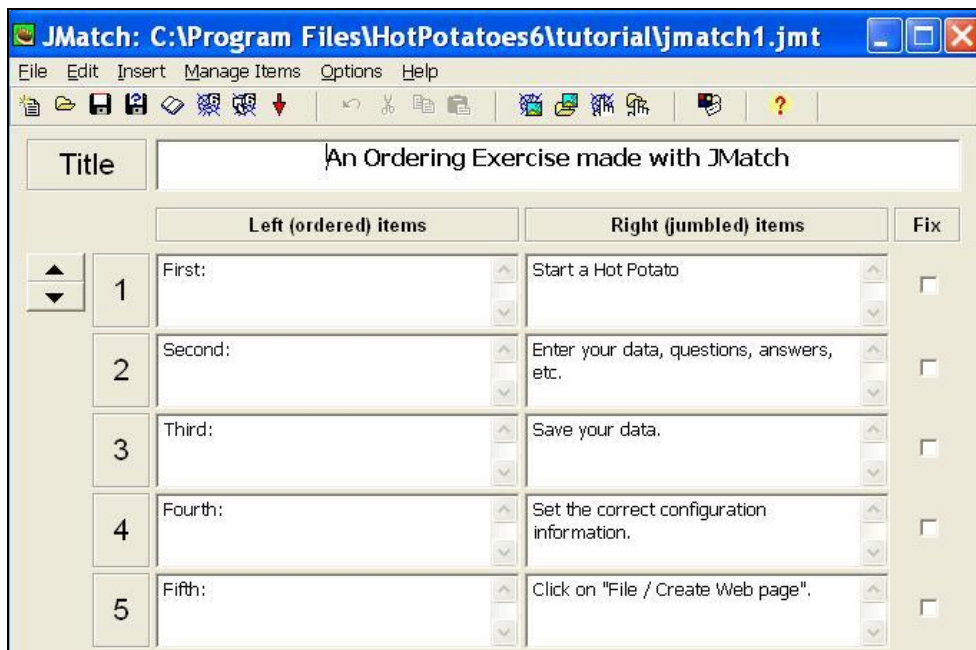 JMatch: C:\Program Files\HotPotatoes6\tutorial\jmatch1.jmt
File Edit Insert Manage Items Options Help
Title
An Ordering Exercise made with JMatch
Left (ordered) items
Right (jumbled) items
Fix
1
First:
Start a Hot Potato
2
Second:
Enter your data, questions, answers,
etc.
3
Third:
Save your data.
4
Fourth:
Set the correct configuration
information.
5
Fifth:
Click on "File / Create Web page".